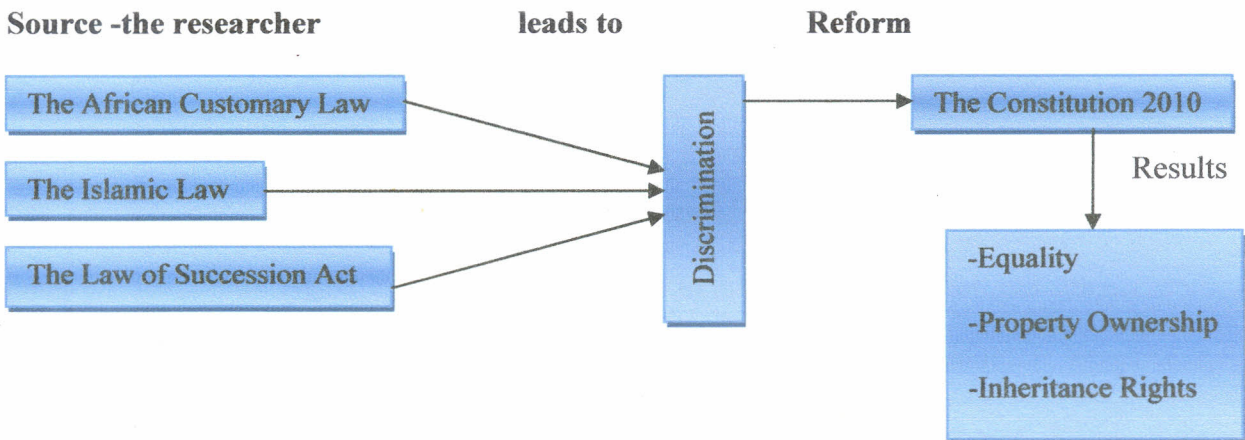 Source -the researcher leads to Reform
The African Customary Law
The Islamic Law
The Law of Succession Act
Discrimination
The Constitution 2010
Results
-Equality
-Property Ownership
-Inheritance Rights